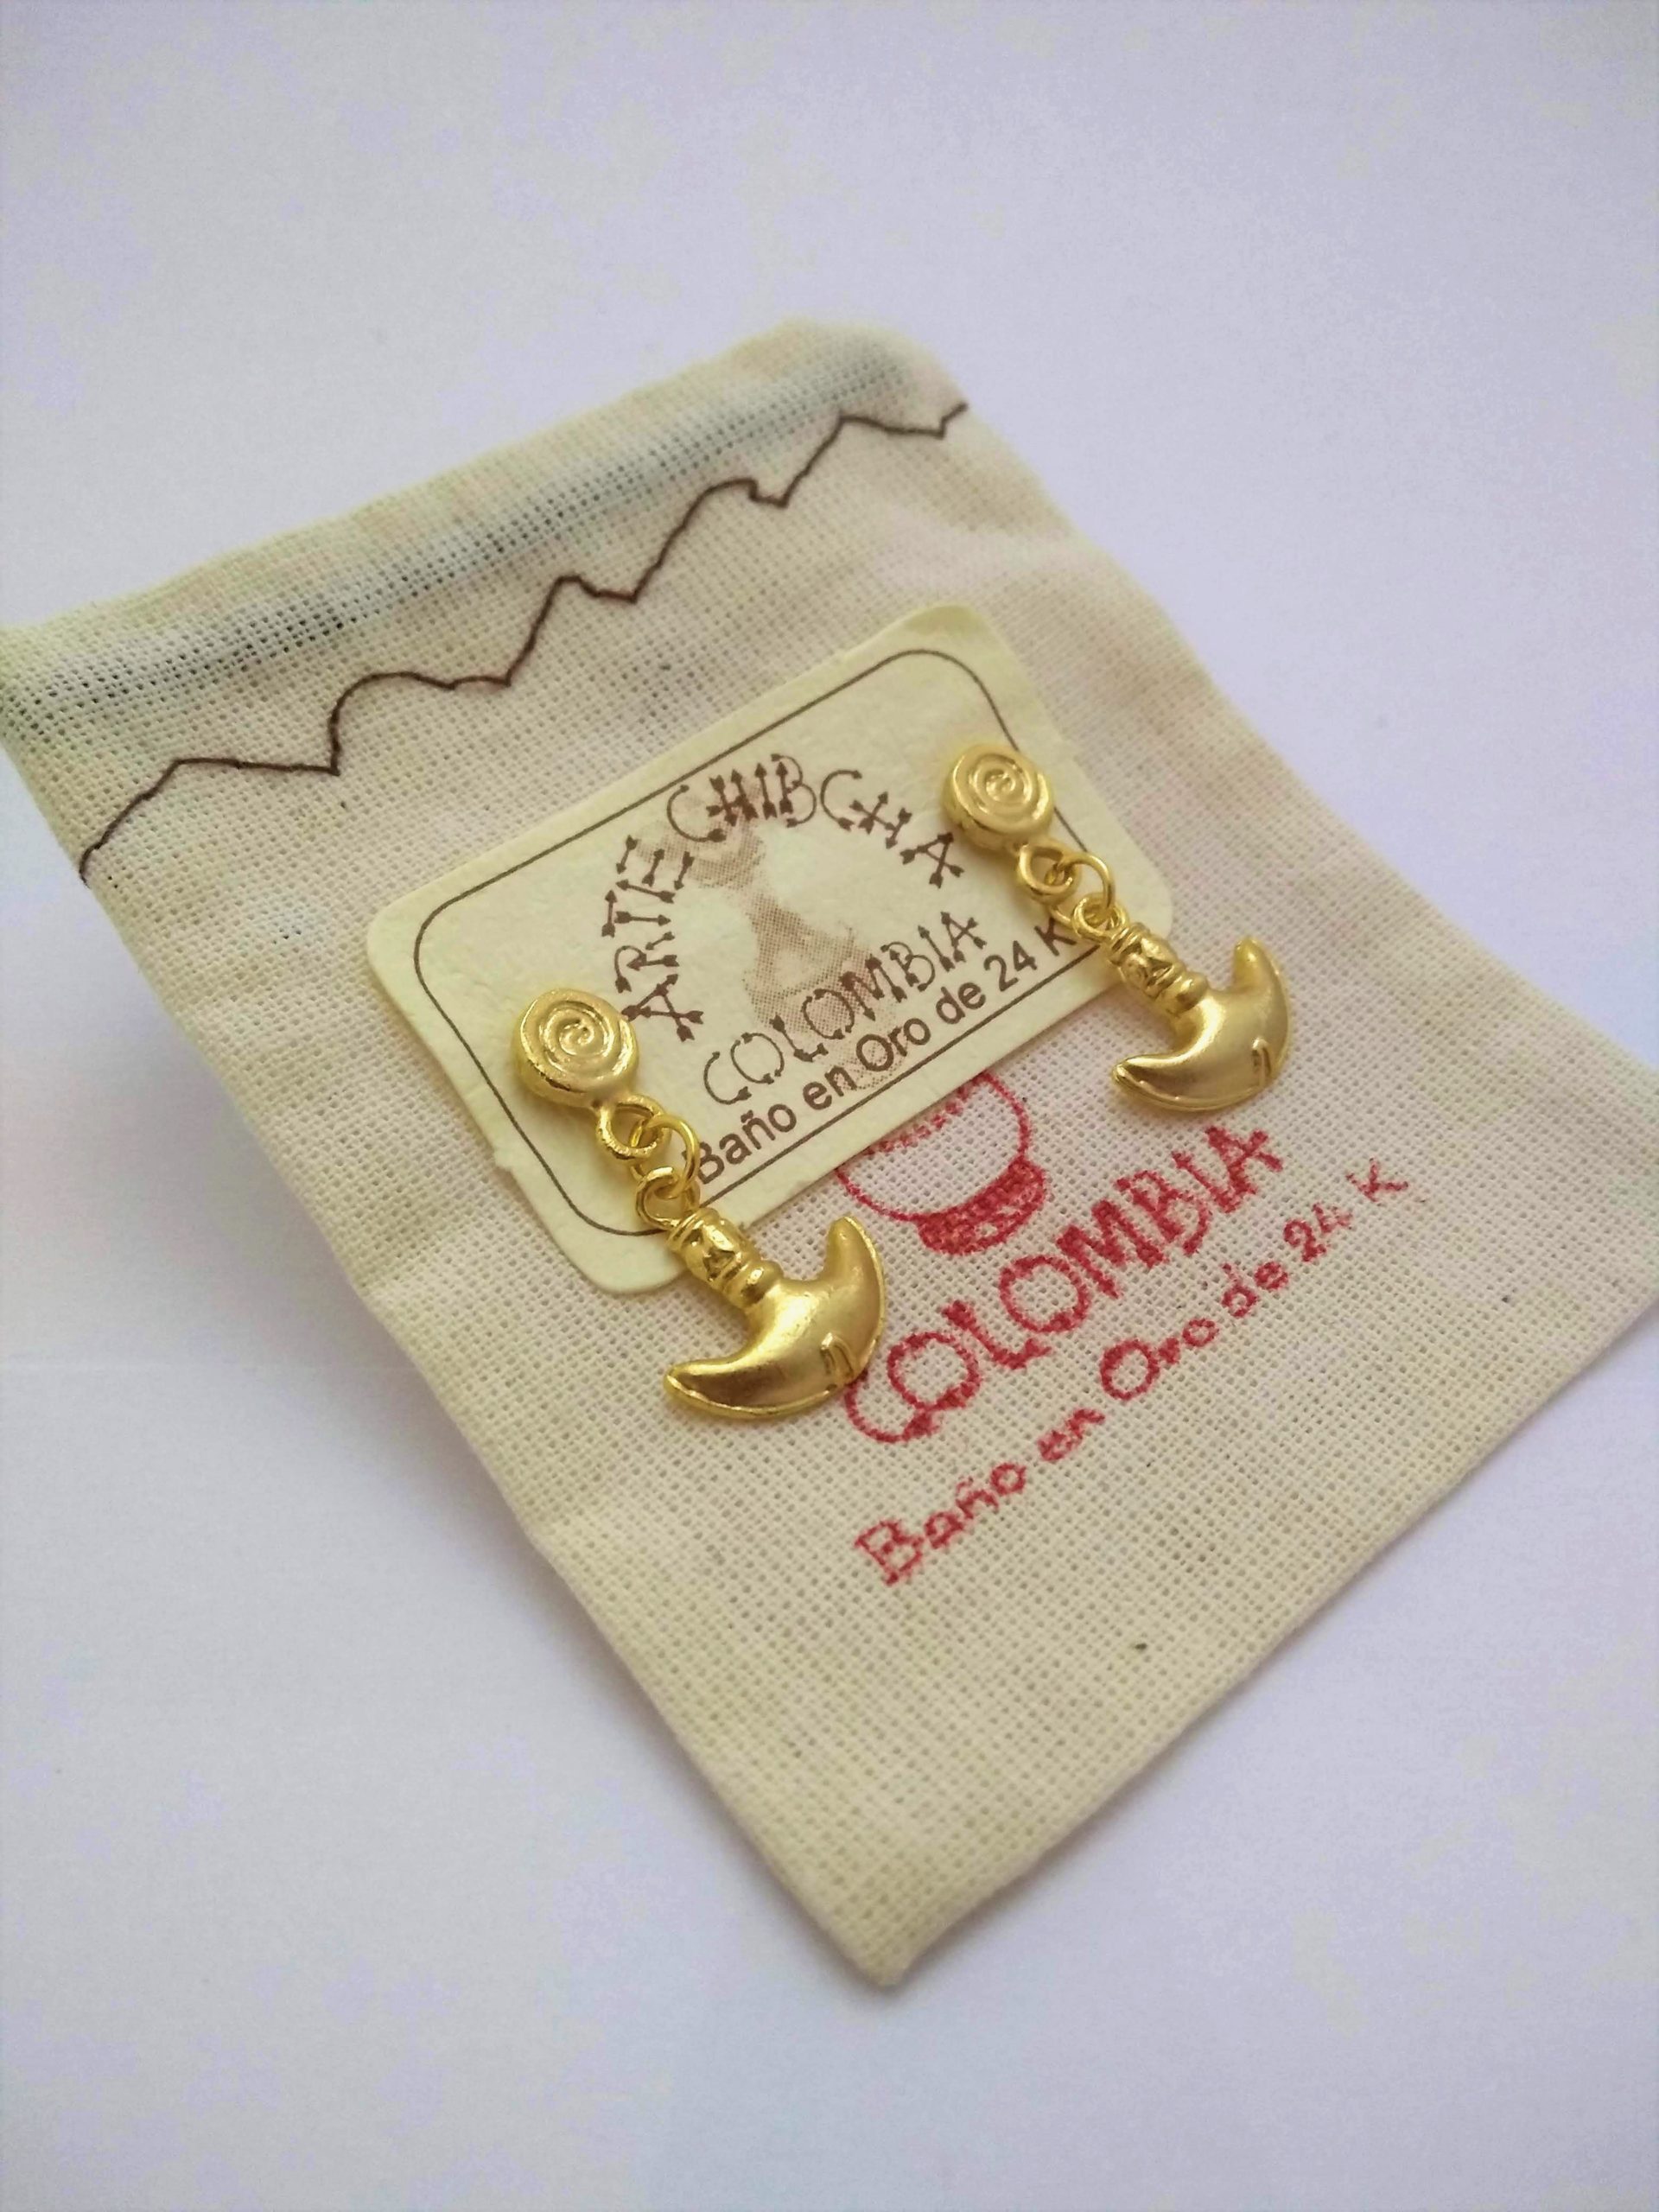 ARTE CHIBCHA
COLOMBIA
Baño en Oro de 24 K
COLOMBIA
Baño en Oro de 24 K